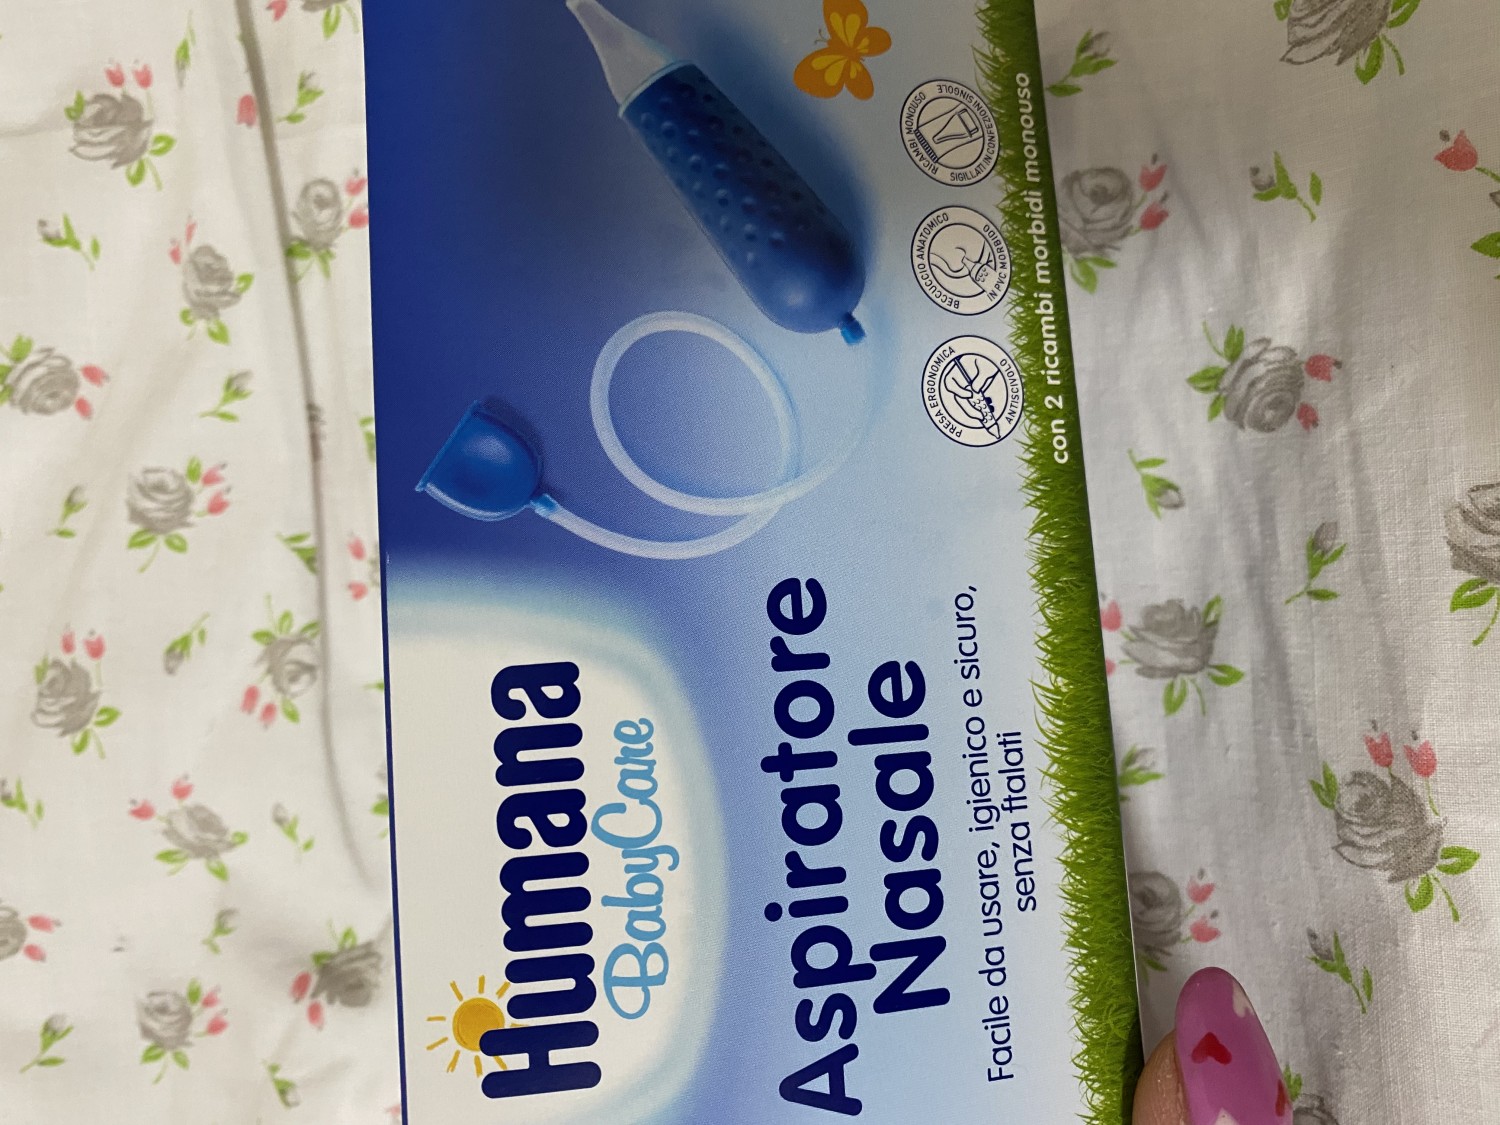 Humana
BabyCare
Aspiratore
Nasale
Facile da usare, igienico e sicuro,
senza ftalati
PRESA ERGONOMICA
ANTISCIVOLO
BECCUCCIO ANATOMICO
IN PVC MORBIDO
RICAMBI MONOUSO
SIGILLATI IN CONFEZIONI SINGOLE
con 2 ricambi morbidi monouso